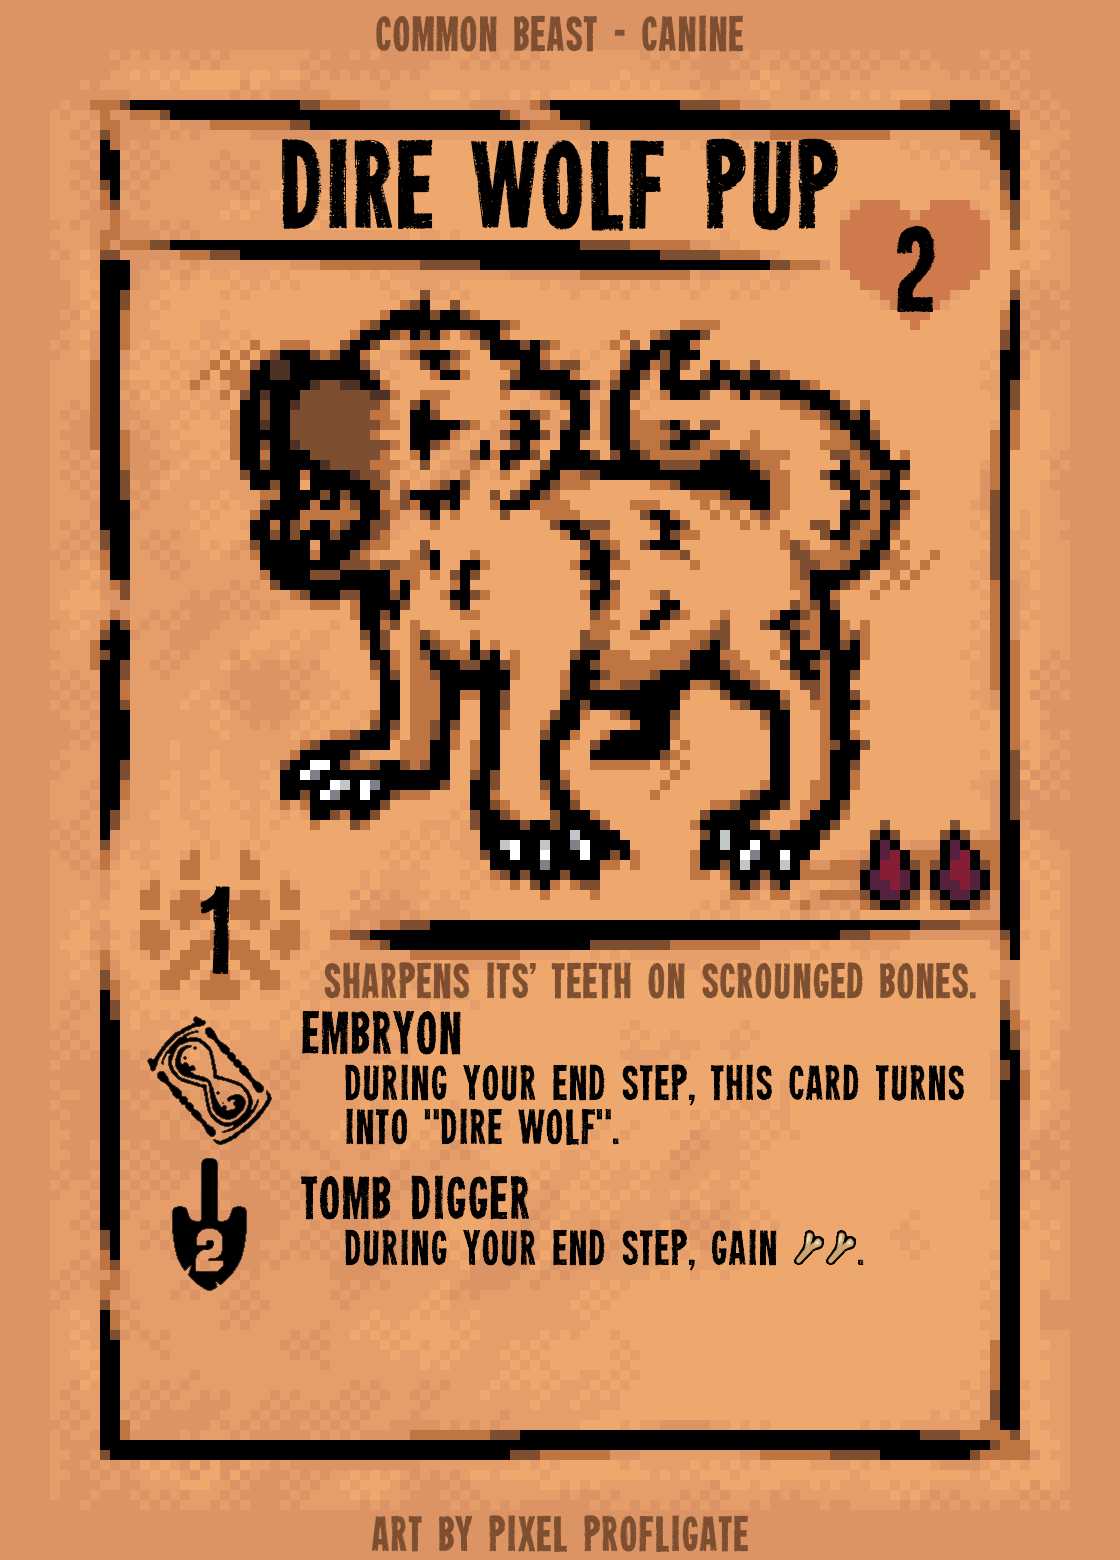 COMMON BEAST - CANINE
DIRE WOLF PUP
2
1
SHARPENS ITS' TEETH ON SCROUNGED BONES.
EMBRYON
DURING YOUR END STEP, THIS CARD TURNS
INTO "DIRE WOLF".
TOMB DIGGER
2
DURING YOUR END STEP, GAIN .
ART BY PIXEL PROFLIGATE